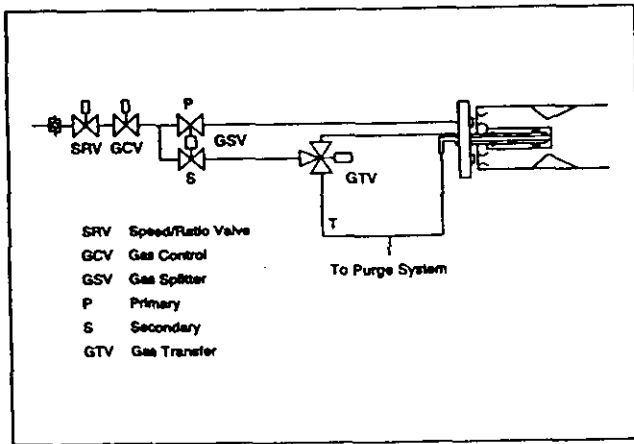 P
SRV GCV GSV
S
GTV
T
To Purge System
SRV Speed/Ratio Valve
GCV Gas Control
GSV Gas Splitter
P Primary
S Secondary
GTV Gas Transfer